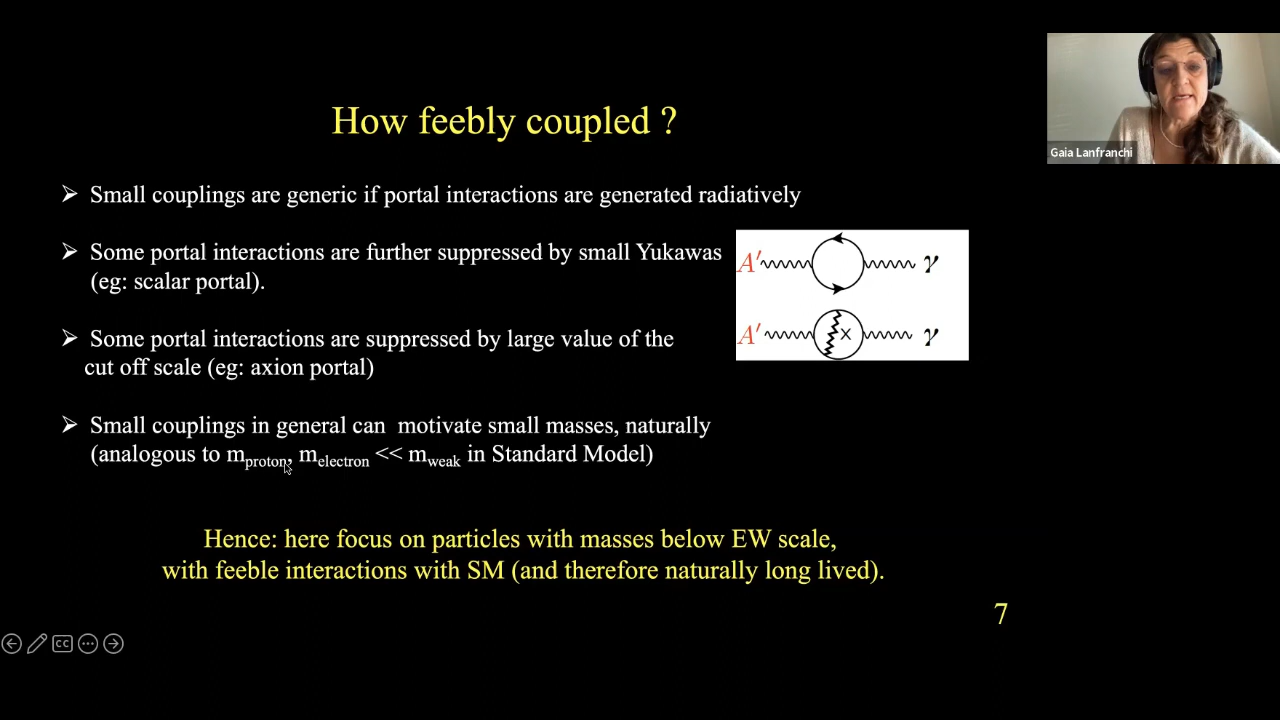 How feebly coupled ?
Gaia Lanfranchi
➢ Small couplings are generic if portal interactions are generated radiatively
➢ Some portal interactions are further suppressed by small Yukawas
(eg: scalar portal).
A′ γ
A′ × γ
➢ Some portal interactions are suppressed by large value of the
cut off scale (eg: axion portal)
➢ Small couplings in general can motivate small masses, naturally
(analogous to mproton, melectron << mweak in Standard Model)
Hence: here focus on particles with masses below EW scale,
with feeble interactions with SM (and therefore naturally long lived).
7
CC